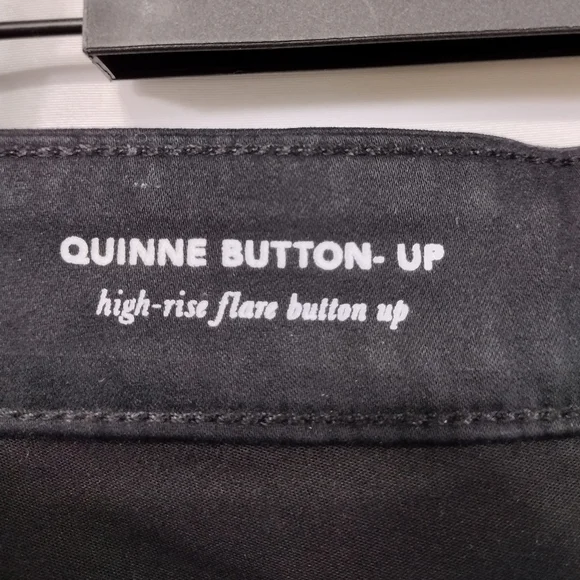 QUINNE BUTTON- UP
high-rise flare button up